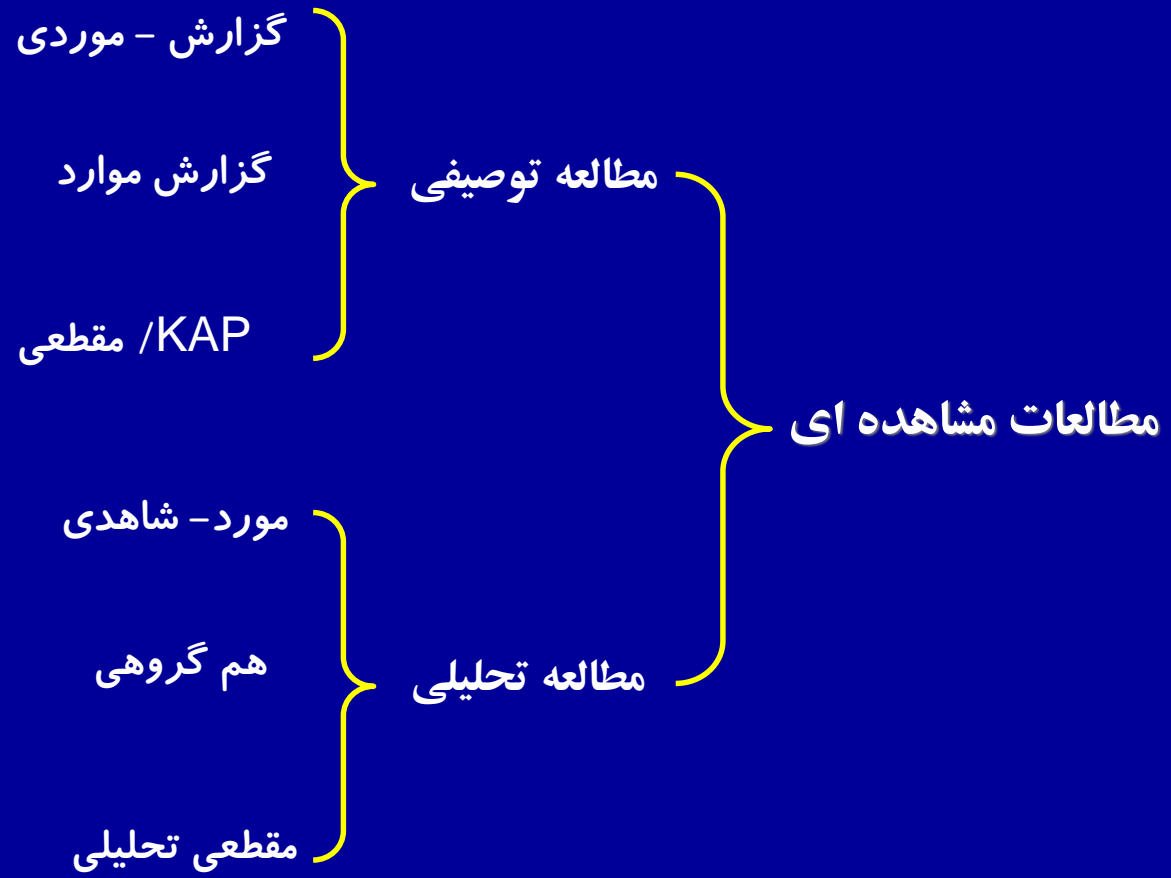 گزارش – موردی
گزارش موارد
مطالعه توصیفی
KAP/ مقطعی
مطالعات مشاهده ای
مورد– شاهدی
هم گروهی
مطالعه تحلیلی
مقطعی تحلیلی